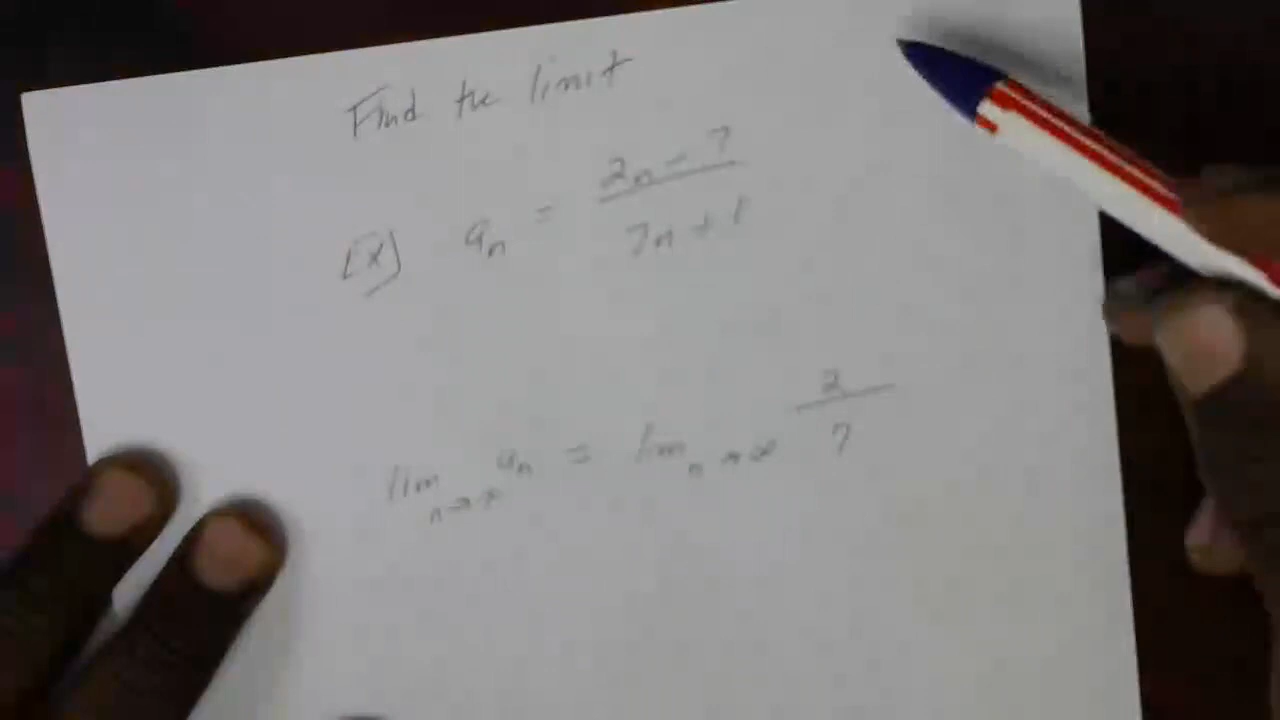 Find the limit
[X] aₙ = (2n - 7)/(7n + 1)
lim n→∞ aₙ = lim n→∞ 2/7